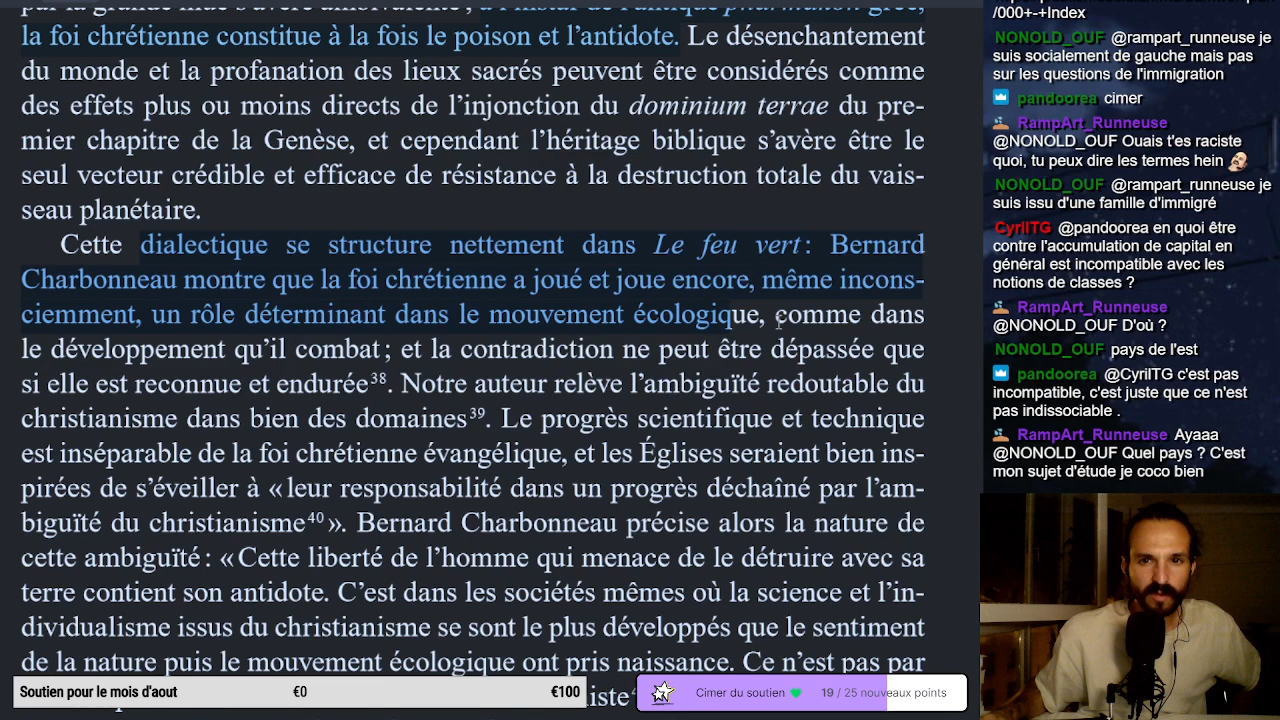 la foi chrétienne constitue à la fois le poison et l’antidote. Le désenchantement
du monde et la profanation des lieux sacrés peuvent être considérés comme
des effets plus ou moins directs de l’injonction du dominium terrae du pre-
mier chapitre de la Genèse, et cependant l’héritage biblique s’avère être le
seul vecteur crédible et efficace de résistance à la destruction totale du vais-
seau planétaire.
Cette dialectique se structure nettement dans Le feu vert : Bernard
Charbonneau montre que la foi chrétienne a joué et joue encore, même incons-
ciemment, un rôle déterminant dans le mouvement écologique, comme dans
le développement qu’il combat ; et la contradiction ne peut être dépassée que
si elle est reconnue et endurée³⁸. Notre auteur relève l’ambiguïté redoutable du
christianisme dans bien des domaines³⁹. Le progrès scientifique et technique
est inséparable de la foi chrétienne évangélique, et les Églises seraient bien ins-
pirées de s’éveiller à « leur responsabilité dans un progrès déchaîné par l’am-
biguïté du christianisme⁴⁰ ». Bernard Charbonneau précise alors la nature de
cette ambiguïté : « Cette liberté de l’homme qui menace de le détruire avec sa
terre contient son antidote. C’est dans les sociétés mêmes où la science et l’in-
dividualisme issus du christianisme se sont le plus développés que le sentiment
de la nature puis le mouvement écologique ont pris naissance. Ce n’est pas par
Soutien pour le mois d'aout €0 €100
Cimer du soutien 19 / 25 nouveaux points
/000+-+Index
NONOLD_OUF @rampart_runneuse je
suis socialement de gauche mais pas
sur les questions de l'immigration
pandoorea cimer
RampArt_Runneuse
@NONOLD_OUF Ouais t'es raciste
quoi, tu peux dire les termes hein
NONOLD_OUF @rampart_runneuse je
suis issu d'une famille d'immigré
CyrilTG @pandoorea en quoi être
contre l'accumulation de capital en
général est incompatible avec les
notions de classes ?
RampArt_Runneuse
@NONOLD_OUF D'où ?
NONOLD_OUF pays de l'est
pandoorea @CyrilTG c'est pas
incompatible, c'est juste que ce n'est
pas indissociable .
RampArt_Runneuse Ayaaa
@NONOLD_OUF Quel pays ? C'est
mon sujet d'étude je coco bien